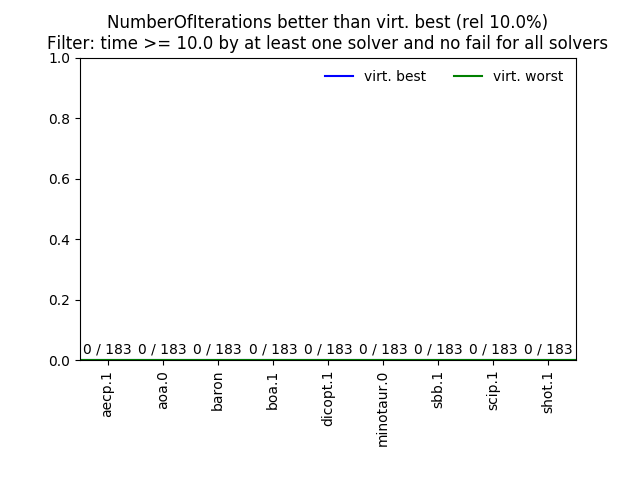 NumberOfIterations better than virt. best (rel 10.0%)
Filter: time >= 10.0 by at least one solver and no fail for all solvers
virt. best
virt. worst
1.0
0.8
0.6
0.4
0.2
0.0
0 / 183 0 / 183 0 / 183 0 / 183 0 / 183 0 / 183 0 / 183 0 / 183 0 / 183
aecp.1
aoa.0
baron
boa.1
dicopt.1
minotaur.0
sbb.1
scip.1
shot.1